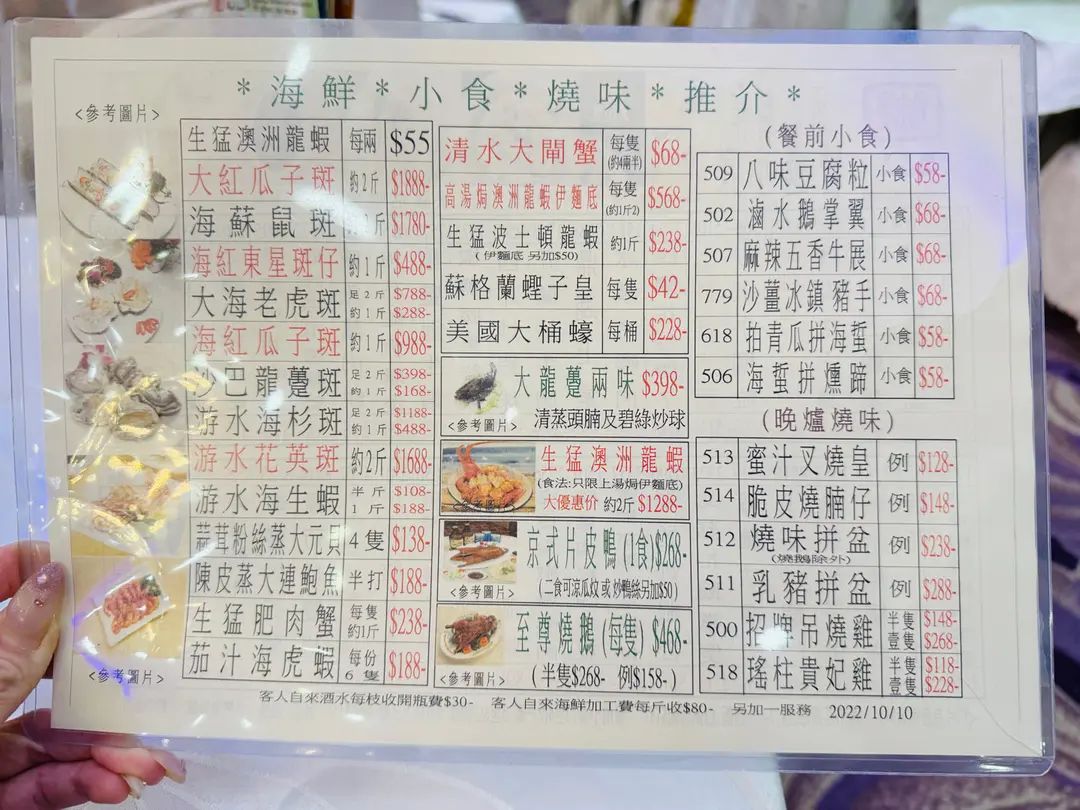 *海鮮*小食*燒味*推介*
<參考圖片>
生猛澳洲龍蝦 每兩 $55
大紅瓜子斑 約2斤 $1888-
海蘇鼠斑 斤 $1780-
海紅東星斑仔 約1斤 $488-
大海老虎斑 足2斤 $788-
約1斤 $288-
海紅瓜子斑 約1斤 $988-
沙巴龍躉斑 足2斤 $398-
約1斤 $168-
游水海杉斑 足2斤 $1188-
約1斤 $488-
游水花英斑 約2斤 $1688-
游水海生蝦 半斤 $108-
1斤 $188-
蒜茸粉絲蒸大元貝 4隻 $138-
陳皮蒸大連鮑魚 半打 $188-
生猛肥肉蟹 每隻 約1斤 $238-
茄汁海虎蝦 每份 6隻 $188-
<參考圖片>
清水大閘蟹 每隻 (約4兩半) $68-
高湯焗澳洲龍蝦伊麵底 每隻 (約1斤2) $568-
生猛波士頓龍蝦 約1斤 $238-
(伊麵底 另加$50)
蘇格蘭蟶子皇 每隻 $42-
美國大桶蠔 每桶 $228-
大龍躉兩味 $398-
<參考圖片> 清蒸頭腩及碧綠炒球
生猛澳洲龍蝦
(食法:只限上湯焗伊麵底)
大優惠价 約2斤 $1288-
京式片皮鴨 (1食)$268-
<參考圖片> (二食可涼瓜炆 或 炒鴨絲另加$50)
至尊燒鵝 (每隻) $468-
<參考圖片> (半隻$268- 例$158-)
(餐前小食)
509 八味豆腐粒 小食 $58-
502 滷水鵝掌翼 小食 $68-
507 麻辣五香牛展 小食 $68-
779 沙薑冰鎮豬手 小食 $68-
618 拍青瓜拼海蜇 小食 $58-
506 海蜇拼燻蹄 小食 $58-
(晚爐燒味)
513 蜜汁叉燒皇 例 $128-
514 脆皮燒腩仔 例 $148-
512 燒味拼盆 例 $238-
(燒鵝除外)
511 乳豬拼盆 例 $288-
500 招牌吊燒雞 半隻 $148-
壹隻 $268-
518 瑤柱貴妃雞 半隻 $118-
壹隻 $228-
客人自來酒水每枝收開瓶費$30- 客人自來海鮮加工費每斤收$80- 另加一服務 2022/10/10